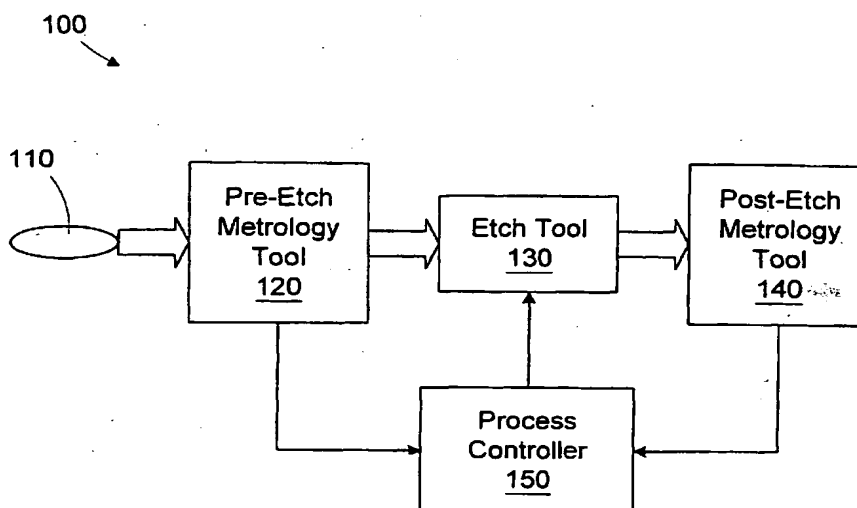 100
110
Pre-Etch
Metrology
Tool
120
Etch Tool
130
Post-Etch
Metrology
Tool
140
Process
Controller
150